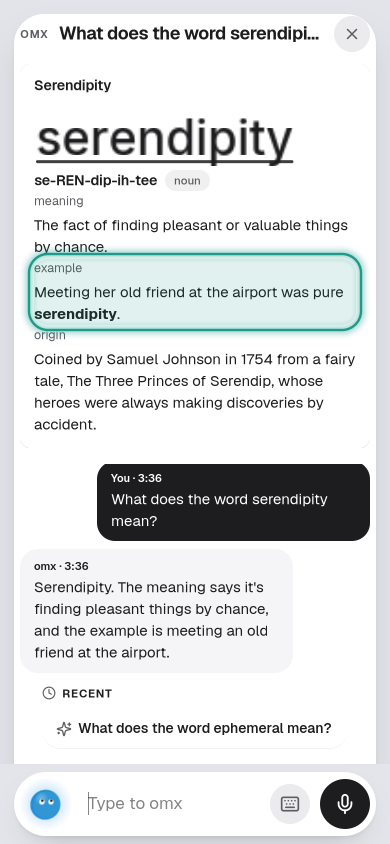 OMX What does the word serendipi...
Serendipity
serendipity
se-REN-dip-ih-tee noun
meaning
The fact of finding pleasant or valuable things
by chance.
example
Meeting her old friend at the airport was pure
serendipity.
origin
Coined by Samuel Johnson in 1754 from a fairy
tale, The Three Princes of Serendip, whose
heroes were always making discoveries by
accident.
You · 3:36
What does the word serendipity
mean?
omx · 3:36
Serendipity. The meaning says it's
finding pleasant things by chance,
and the example is meeting an old
friend at the airport.
RECENT
What does the word ephemeral mean?
Type to omx